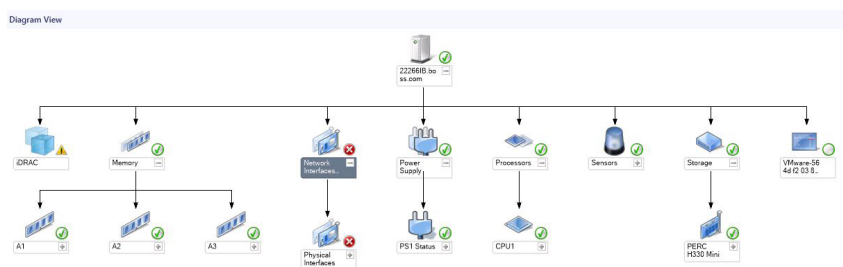 Diagram View
22266IB.bo
ss.com
iDRAC
Memory
Network
Interfaces...
Power
Supply
Processors
Sensors
Storage
VMware-56
4d f2 03 8...
A1
A2
A3
Physical
Interfaces
PS1 Status
CPU1
PERC
H330 Mini